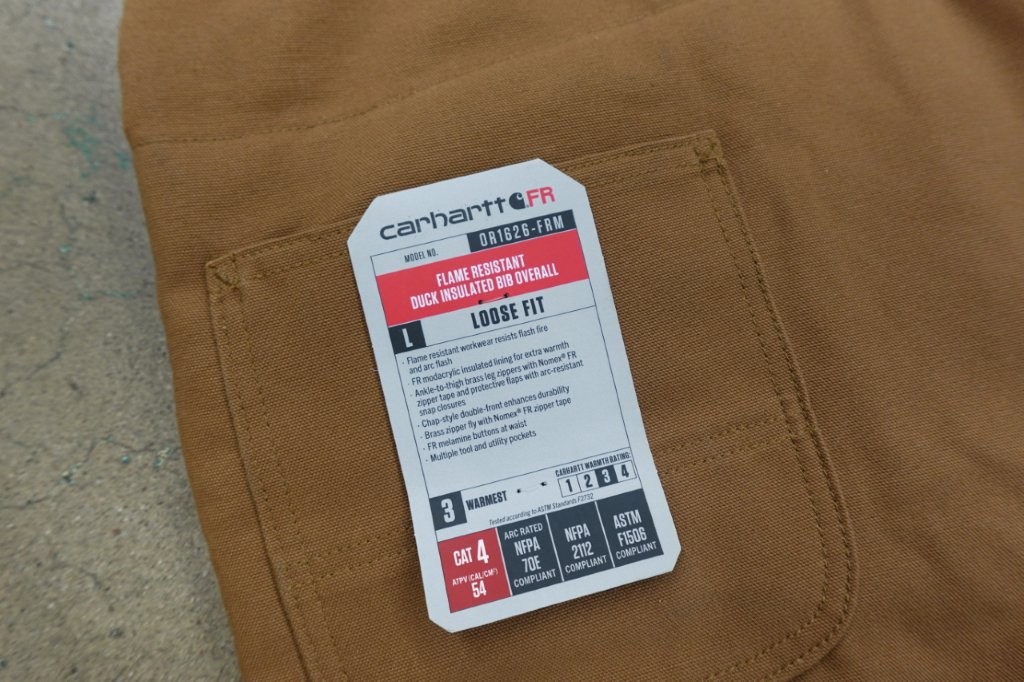 carhartt FR
MODEL NO. OR1626-FRM
FLAME RESISTANT
DUCK INSULATED BIB OVERALL
L LOOSE FIT
· Flame resistant workwear resists flash fire
and arc flash
· FR modacrylic insulated lining for extra warmth
· Ankle-to-thigh brass leg zippers with Nomex® FR
zipper tape and protective flaps with arc-resistant
snap closures
· Chap-style double-front enhances durability
· Brass zipper fly with Nomex® FR zipper tape
· FR melamine buttons at waist
· Multiple tool and utility pockets
CARHARTT WARMTH RATING
3 WARMEST 1 2 3 4
Tested according to ASTM Standards F2732
CAT 4
ATPV (CAL/CM²)
54
ARC RATED
NFPA
70E
COMPLIANT
NFPA
2112
COMPLIANT
ASTM
F1506
COMPLIANT